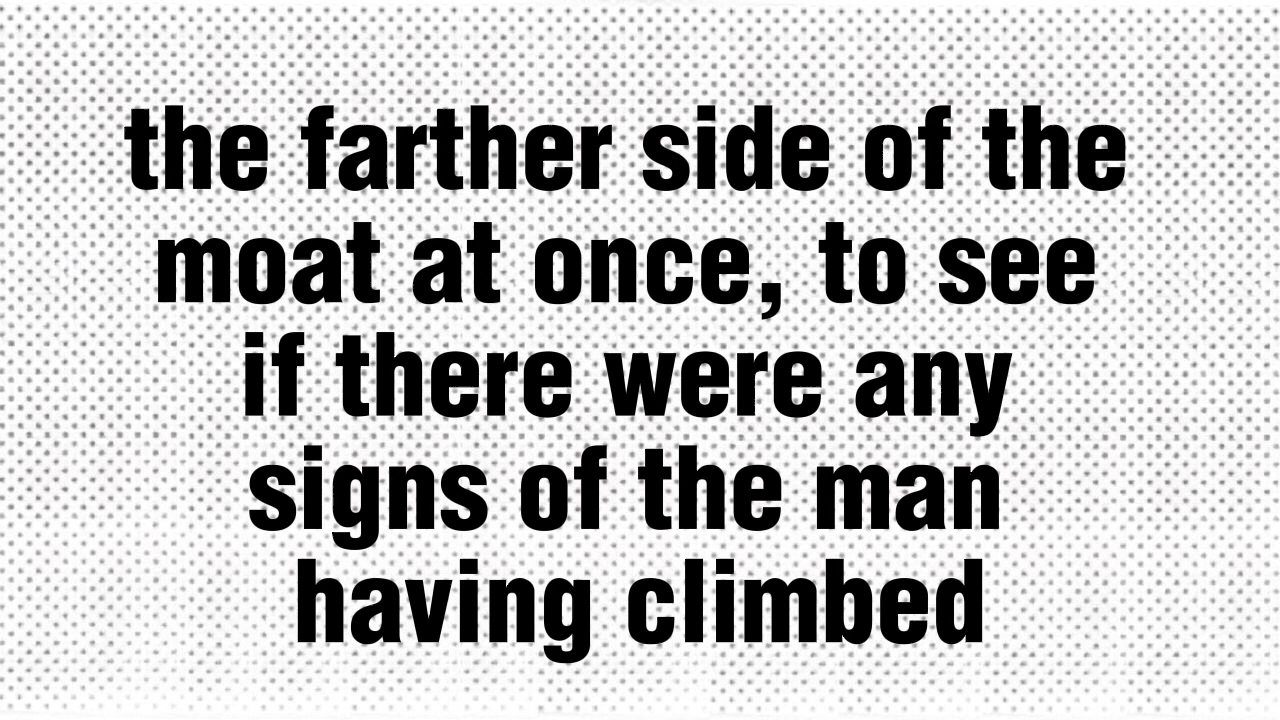 the farther side of the
moat at once, to see
if there were any
signs of the man
having climbed